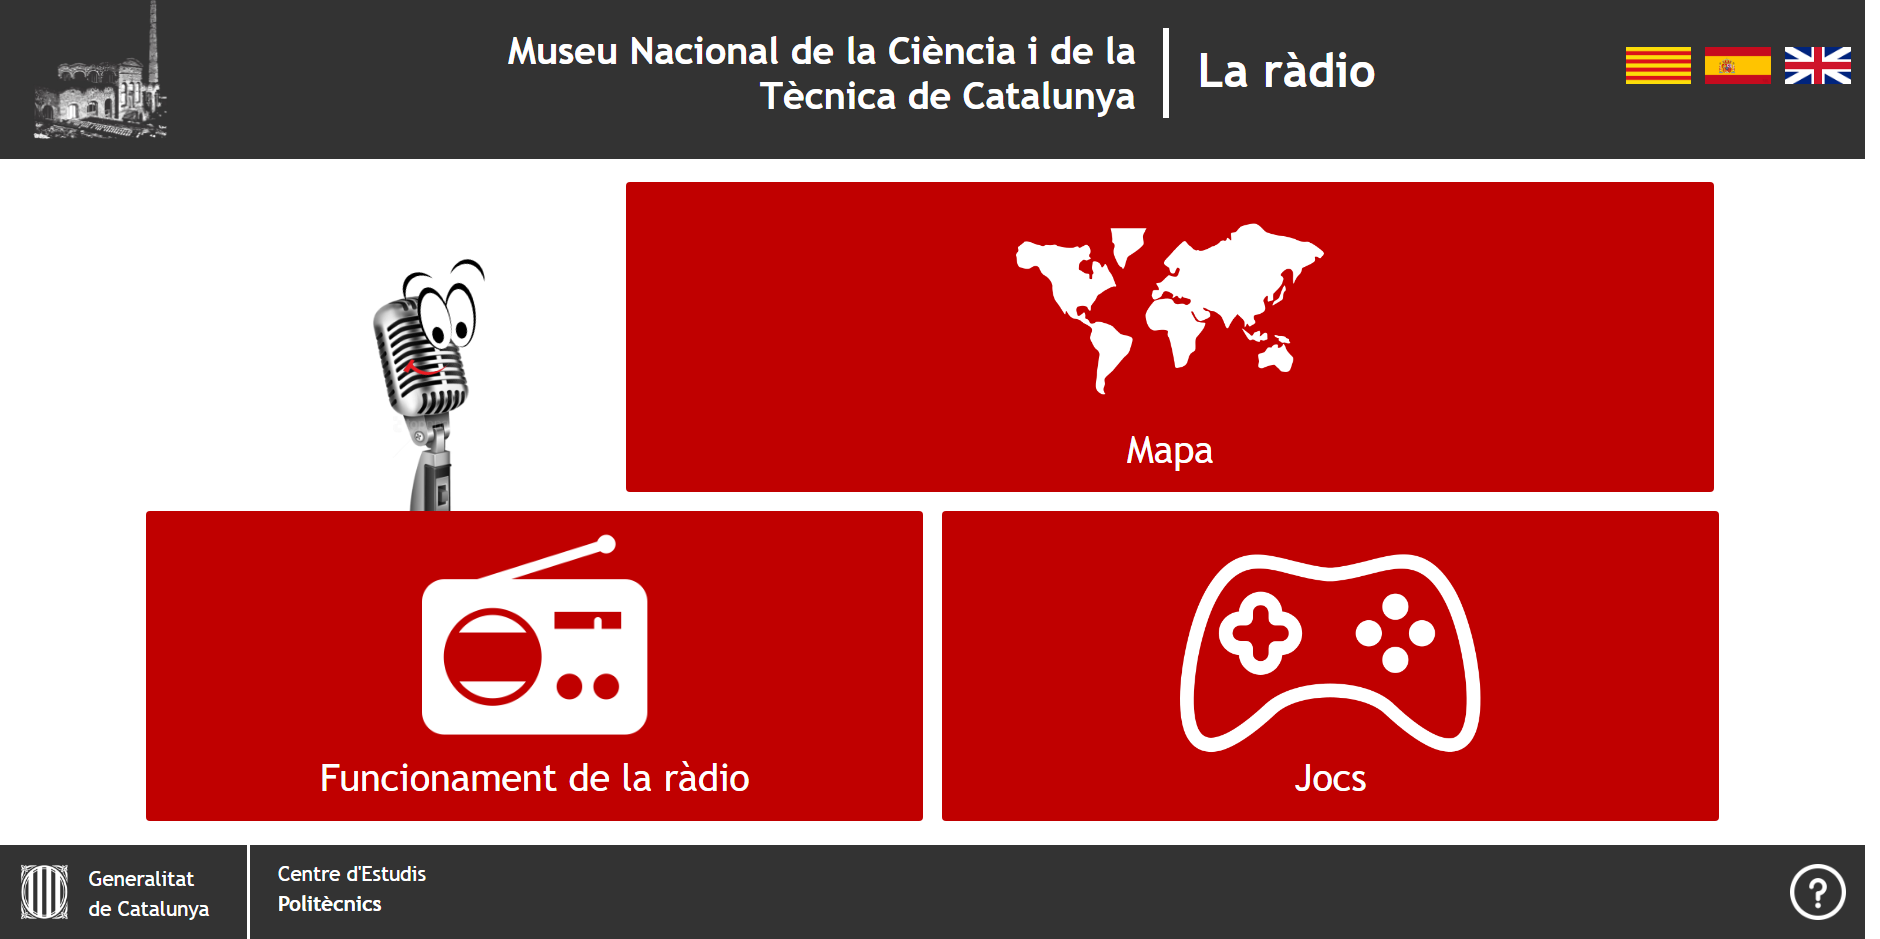 Museu Nacional de la Ciència i de la
Tècnica de Catalunya
La ràdio
Mapa
Funcionament de la ràdio
Jocs
Generalitat
de Catalunya
Centre d'Estudis
Politècnics
?